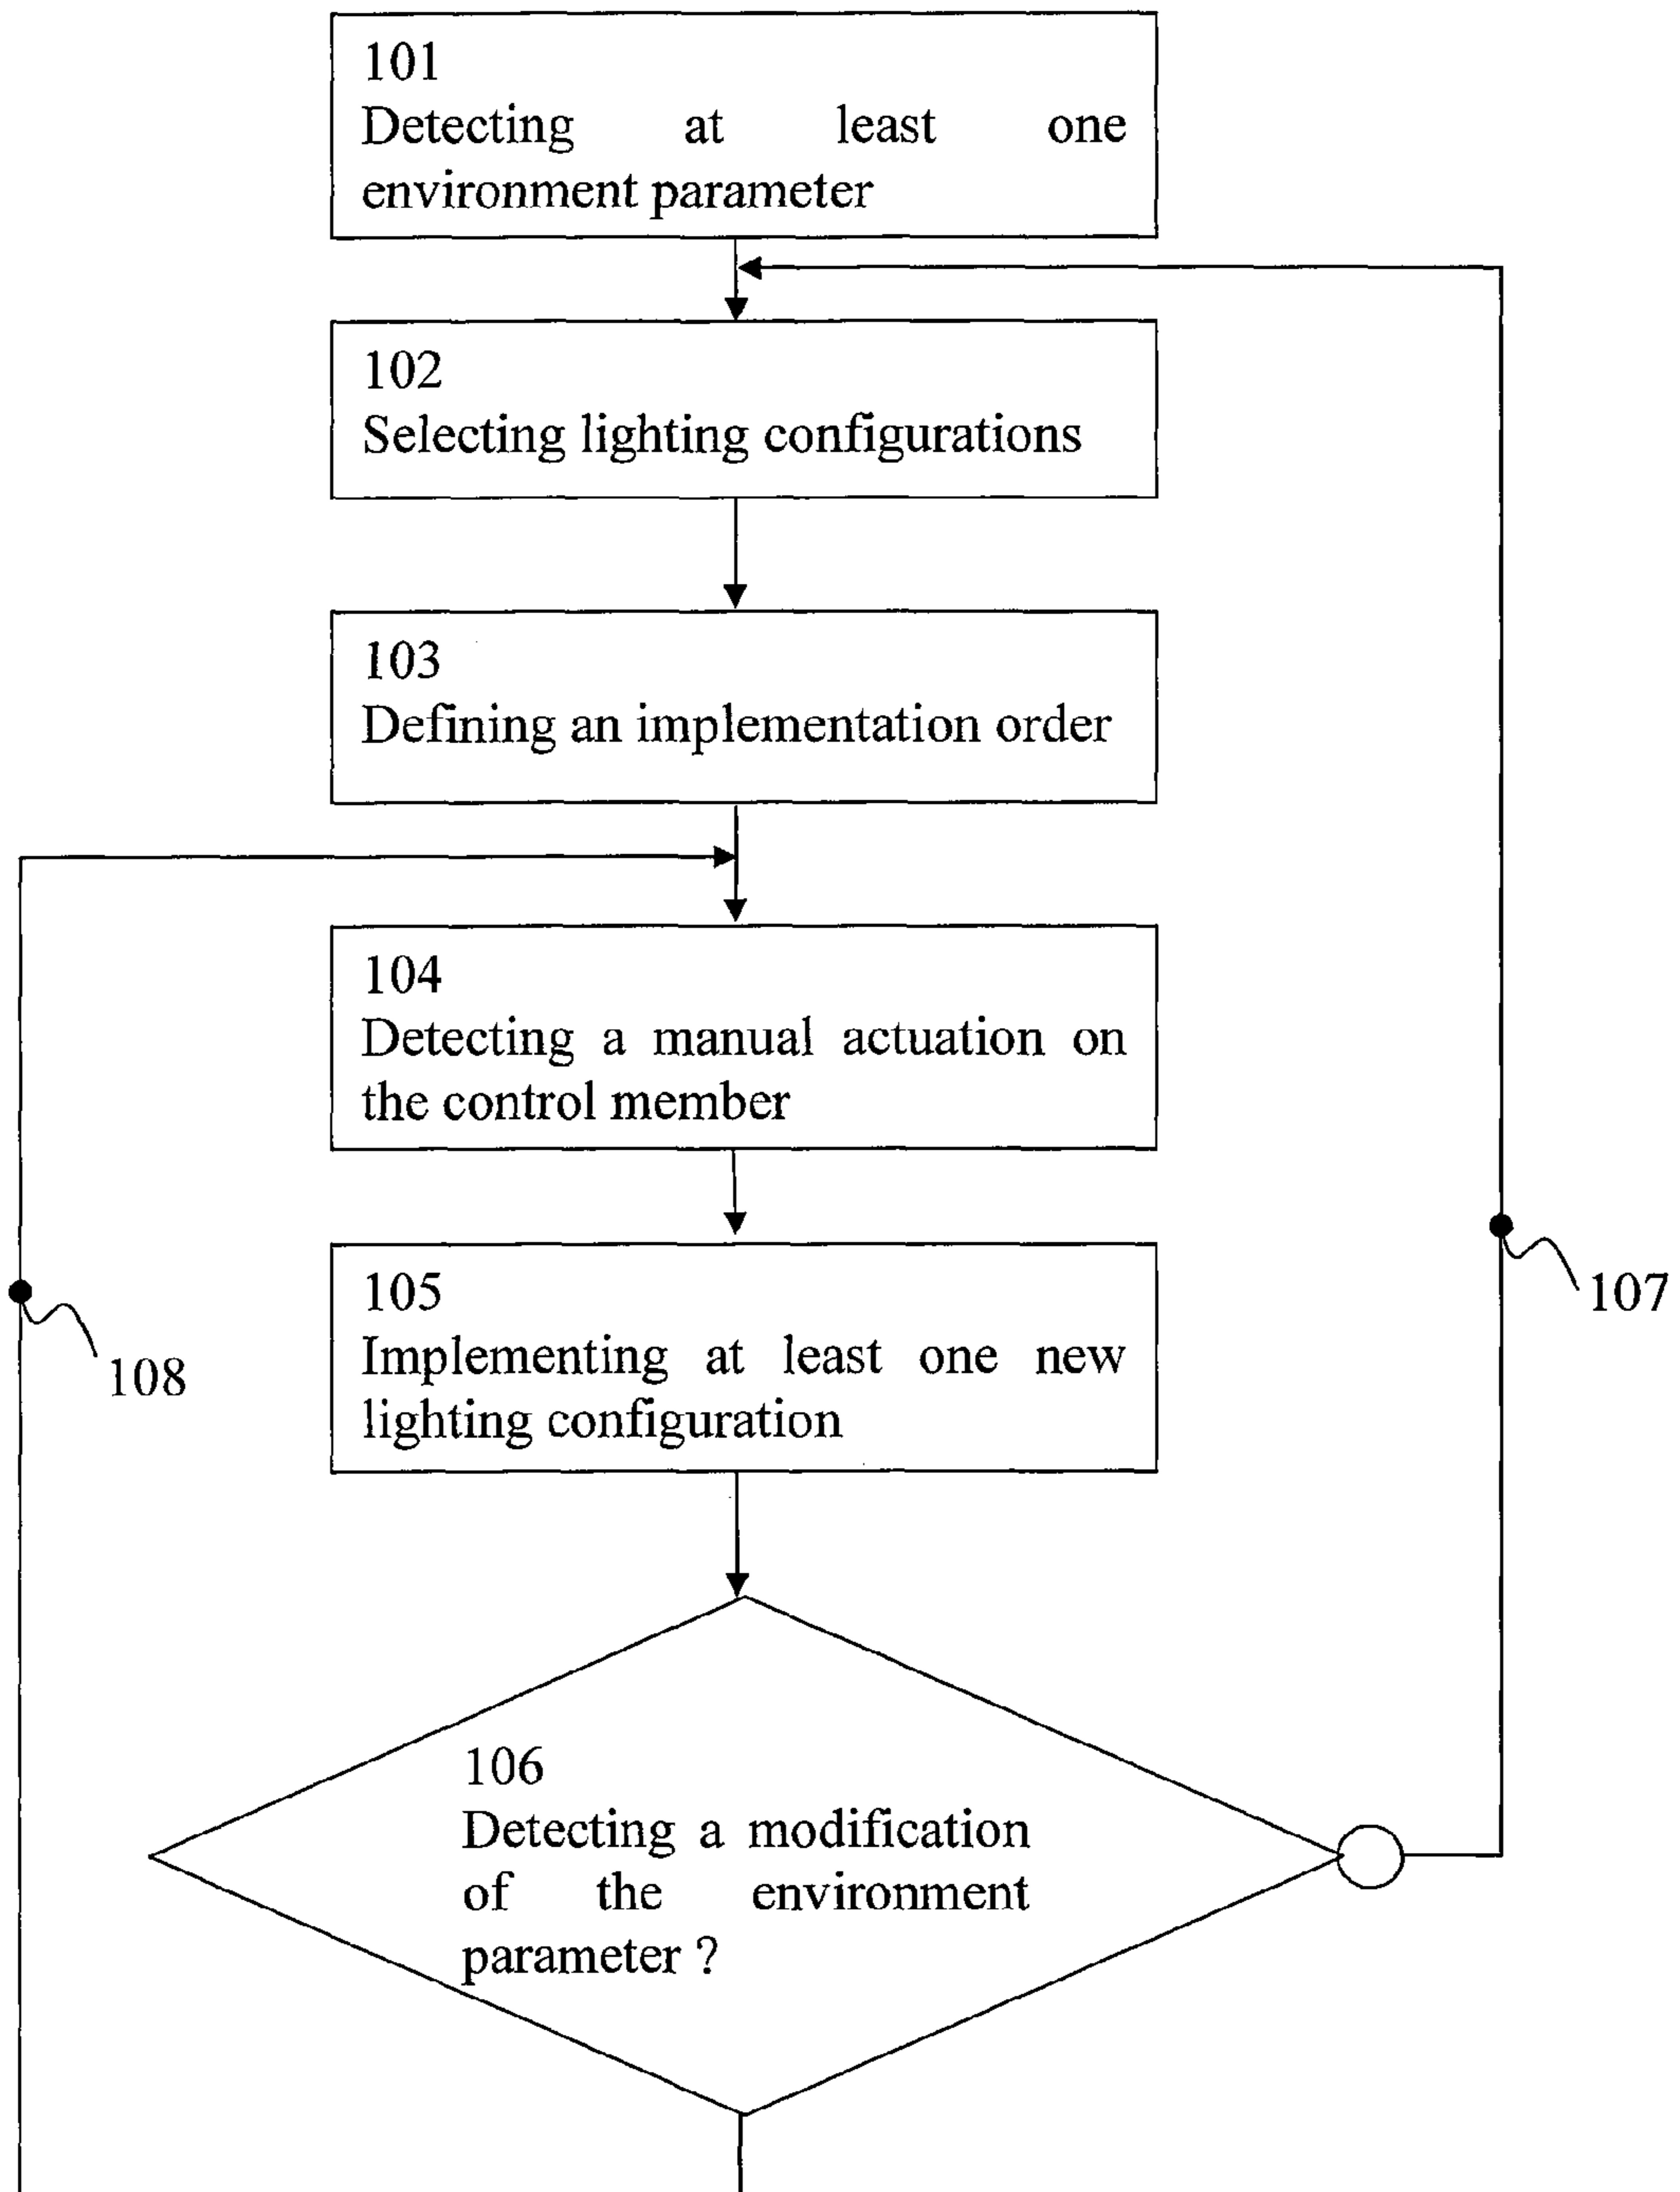 101
Detecting at least one
environment parameter
102
Selecting lighting configurations
103
Defining an implementation order
104
Detecting a manual actuation on
the control member
105
Implementing at least one new
lighting configuration
107
108
106
Detecting a modification
of the environment
parameter ?